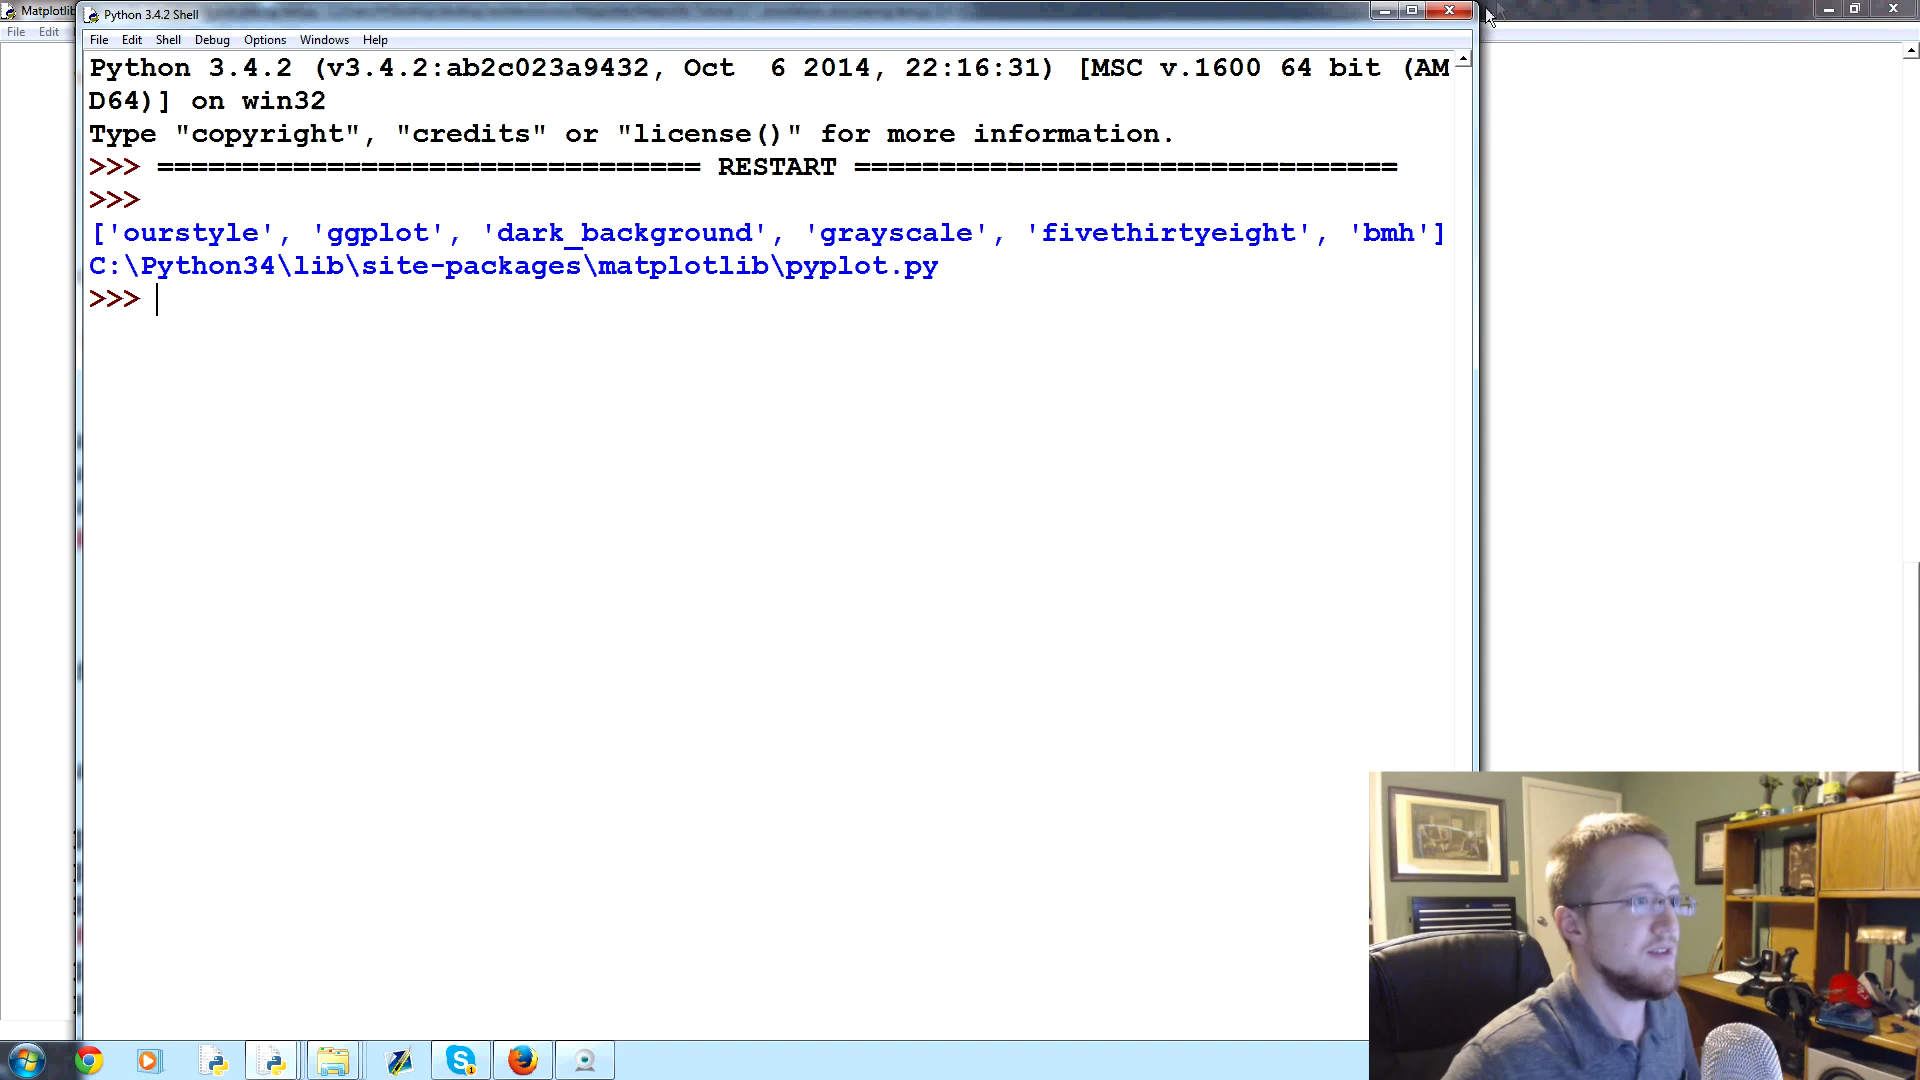 Matplotlib
Python 3.4.2 Shell
File Edit
File Edit Shell Debug Options Windows Help
Python 3.4.2 (v3.4.2:ab2c023a9432, Oct  6 2014, 22:16:31) [MSC v.1600 64 bit (AM
D64)] on win32
Type "copyright", "credits" or "license()" for more information.
>>> ================================ RESTART ================================
>>>
['ourstyle', 'ggplot', 'dark_background', 'grayscale', 'fivethirtyeight', 'bmh']
C:\Python34\lib\site-packages\matplotlib\pyplot.py
>>>
1